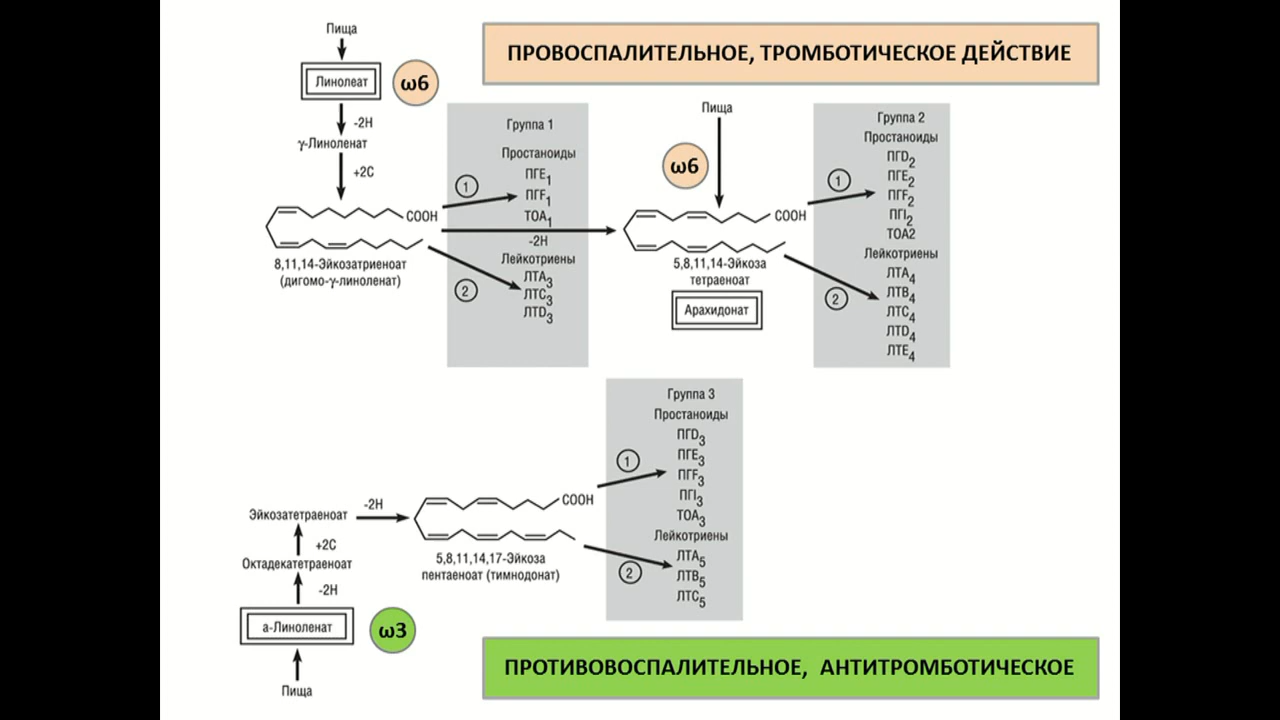 ПРОВОСПАЛИТЕЛЬНОЕ, ТРОМБОТИЧЕСКОЕ ДЕЙСТВИЕ
Пища
Линолеат
ω6
-2Н
γ-Линоленат
+2С
СООН
8,11,14-Эйкозатриеноат
(дигомо-γ-линоленат)
1
2
Группа 1
Простаноиды
ПГЕ1
ПГF1
ТОА1
-2Н
Лейкотриены
ЛТА3
ЛТС3
ЛТD3
Пища
ω6
СООН
5,8,11,14-Эйкоза
тетраеноат
Арахидонат
1
2
Группа 2
Простаноиды
ПГD2
ПГЕ2
ПГF2
ПГI2
ТОА2
Лейкотриены
ЛТА4
ЛТВ4
ЛТС4
ЛТD4
ЛТЕ4
Эйкозатетраеноат
+2С
Октадекатетраеноат
-2Н
а-Линоленат
ω3
Пища
-2Н
СООН
5,8,11,14,17-Эйкоза
пентаеноат (тимнодонат)
1
2
Группа 3
Простаноиды
ПГD3
ПГЕ3
ПГF3
ПГI3
ТОА3
Лейкотриены
ЛТА5
ЛТВ5
ЛТС5
ПРОТИВОВОСПАЛИТЕЛЬНОЕ, АНТИТРОМБОТИЧЕСКОЕ